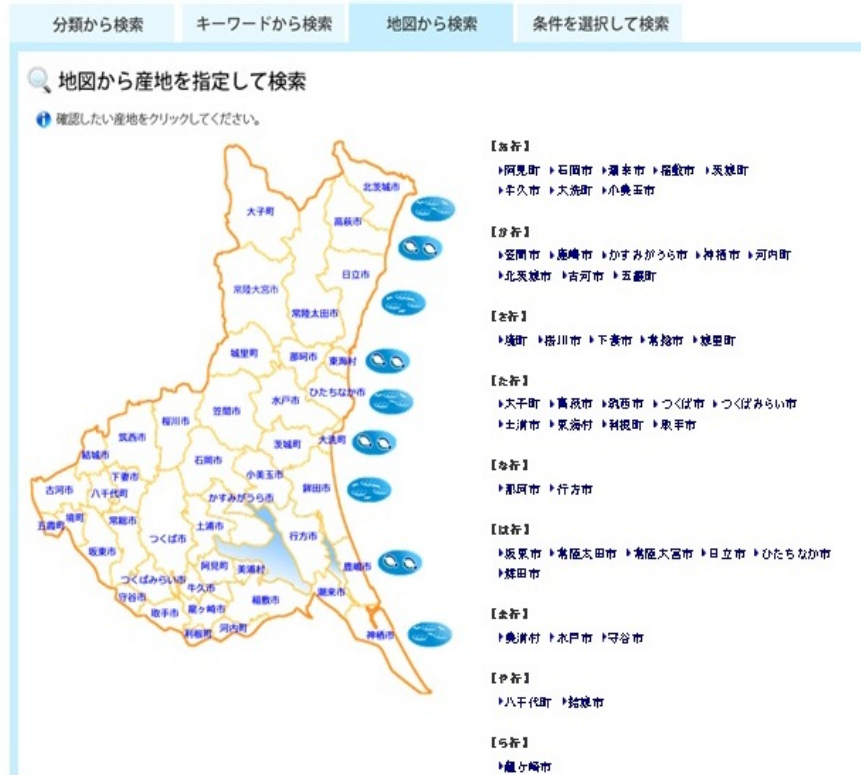 分類から検索 キーワードから検索 地図から検索 条件を選択して検索
地図から産地を指定して検索
確認したい産地をクリックしてください。
北茨城市
大子町
高萩市
日立市
常陸大宮市
常陸太田市
城里町 那珂市 東海村
ひたちなか市
水戸市
笠間市
桜川市
筑西市
茨城町 大洗町
結城市
石岡市
小美玉市
下妻市
古河市 八千代町
かすみがうら市
鉾田市
五霞町 境町 常総市
土浦市
行方市
つくば市
坂東市
阿見町 美浦村
鹿嶋市
つくばみらい市
牛久市
守谷市
稲敷市
潮来市
取手市 龍ヶ崎市
利根町 河内町
神栖市
【あ行】
阿見町 石岡市 潮来市 稲敷市 茨城町
牛久市 大洗町 小美玉市
【か行】
笠間市 鹿嶋市 かすみがうら市 神栖市 河内町
北茨城市 古河市 五霞町
【さ行】
境町 桜川市 下妻市 常総市 城里町
【た行】
大子町 高萩市 筑西市 つくば市 つくばみらい市
土浦市 東海村 利根町 取手市
【な行】
那珂市 行方市
【は行】
坂東市 常陸太田市 常陸大宮市 日立市 ひたちなか市
鉾田市
【ま行】
美浦村 水戸市 守谷市
【や行】
八千代町 結城市
【ら行】
龍ヶ崎市